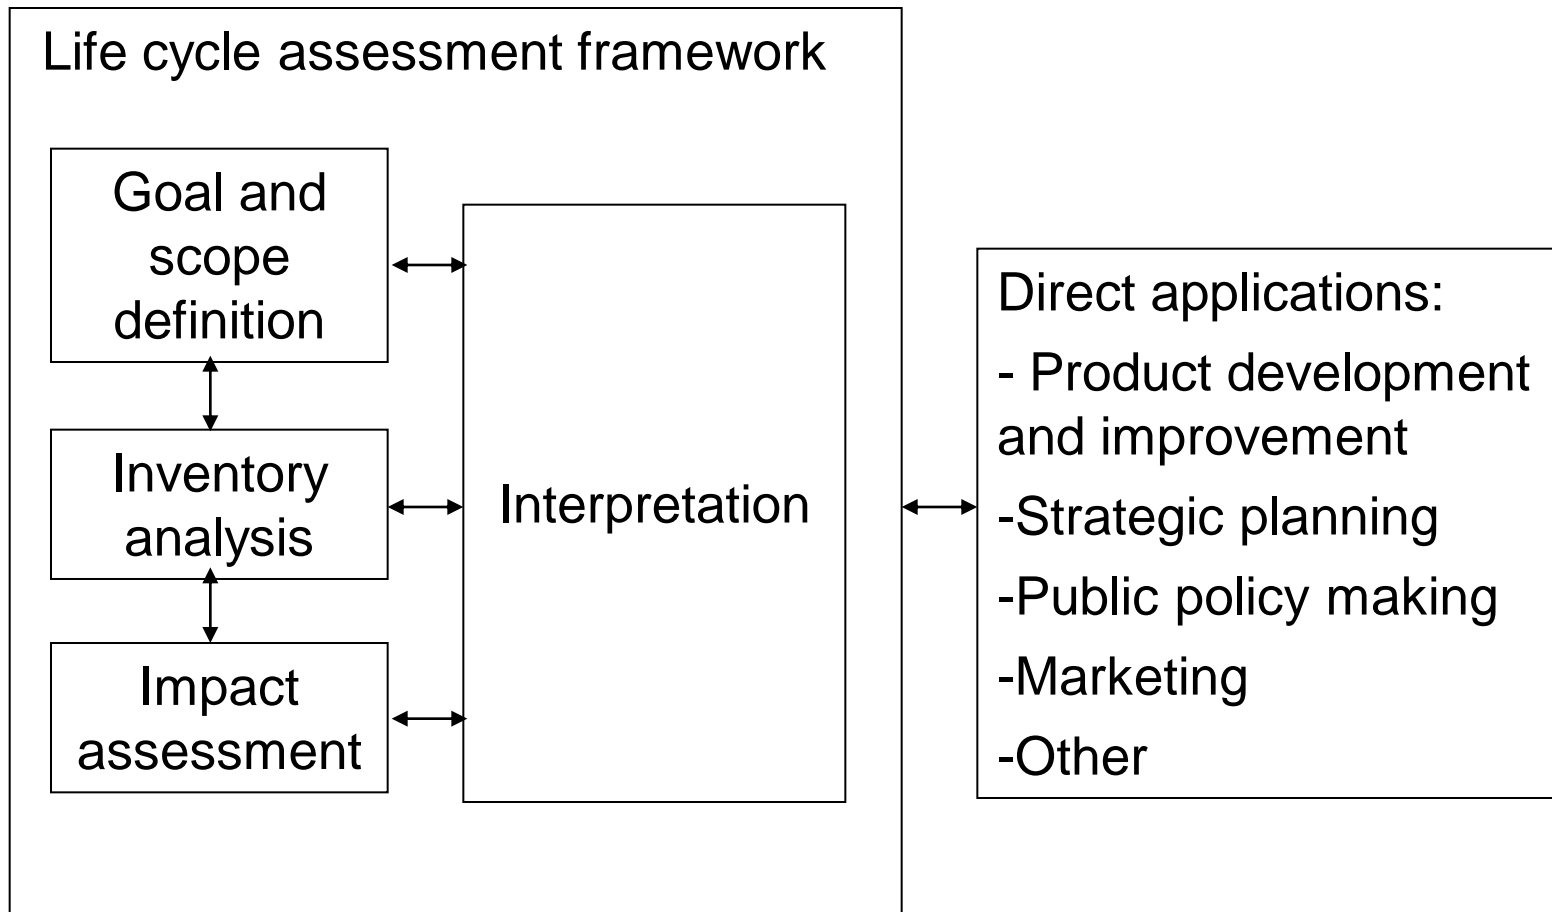 Life cycle assessment framework
Goal and
scope
definition
Inventory
analysis
Impact
assessment
Interpretation
Direct applications:
- Product development
and improvement
-Strategic planning
-Public policy making
-Marketing
-Other